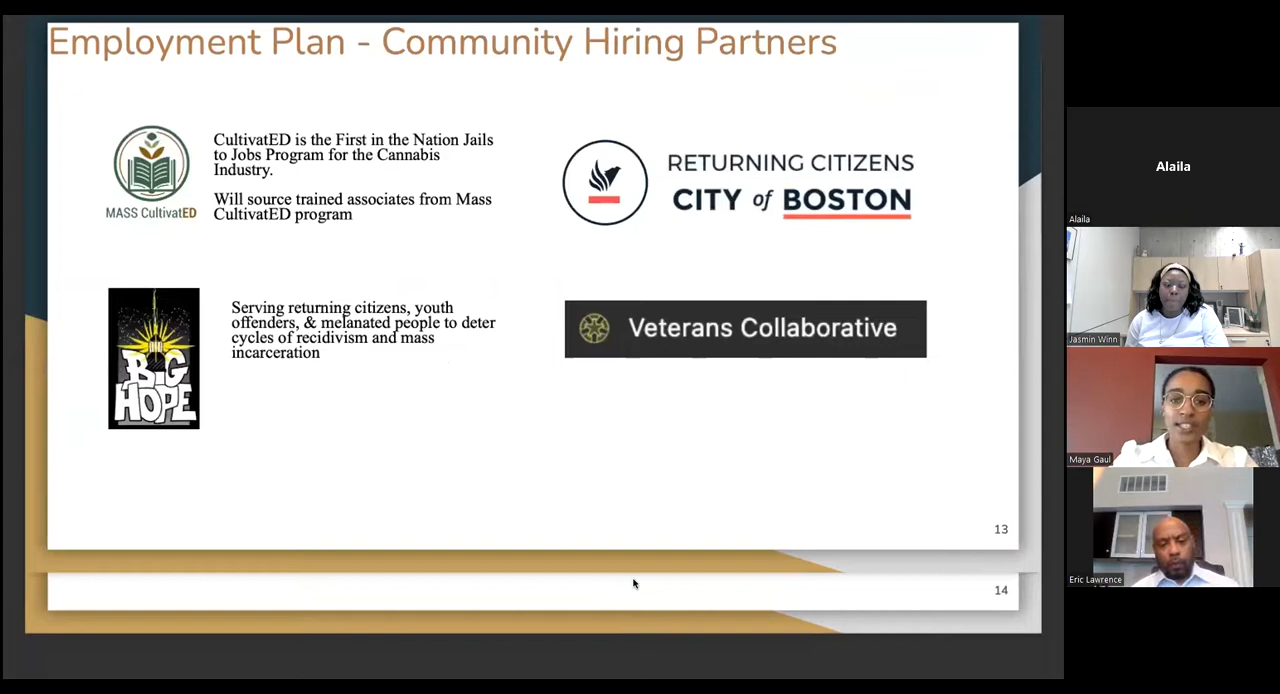 Employment Plan - Community Hiring Partners
CultivatED is the First in the Nation Jails
to Jobs Program for the Cannabis
Industry.
Will source trained associates from Mass
CultivatED program
MASS CultivatED
RETURNING CITIZENS
CITY of BOSTON
BIG
HOPE
Serving returning citizens, youth
offenders, & melanated people to deter
cycles of recidivism and mass
incarceration
Veterans Collaborative
13
14
Alaila
Alaila
Jasmin Winn
Maya Gaul
Eric Lawrence